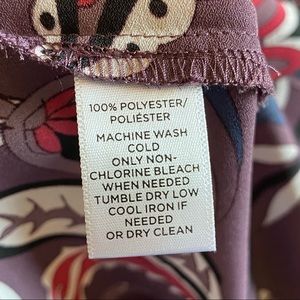 100% POLYESTER/
POLIÉSTER
MACHINE WASH
COLD
ONLY NON-
CHLORINE BLEACH
WHEN NEEDED
TUMBLE DRY LOW
COOL IRON IF
NEEDED
OR DRY CLEAN